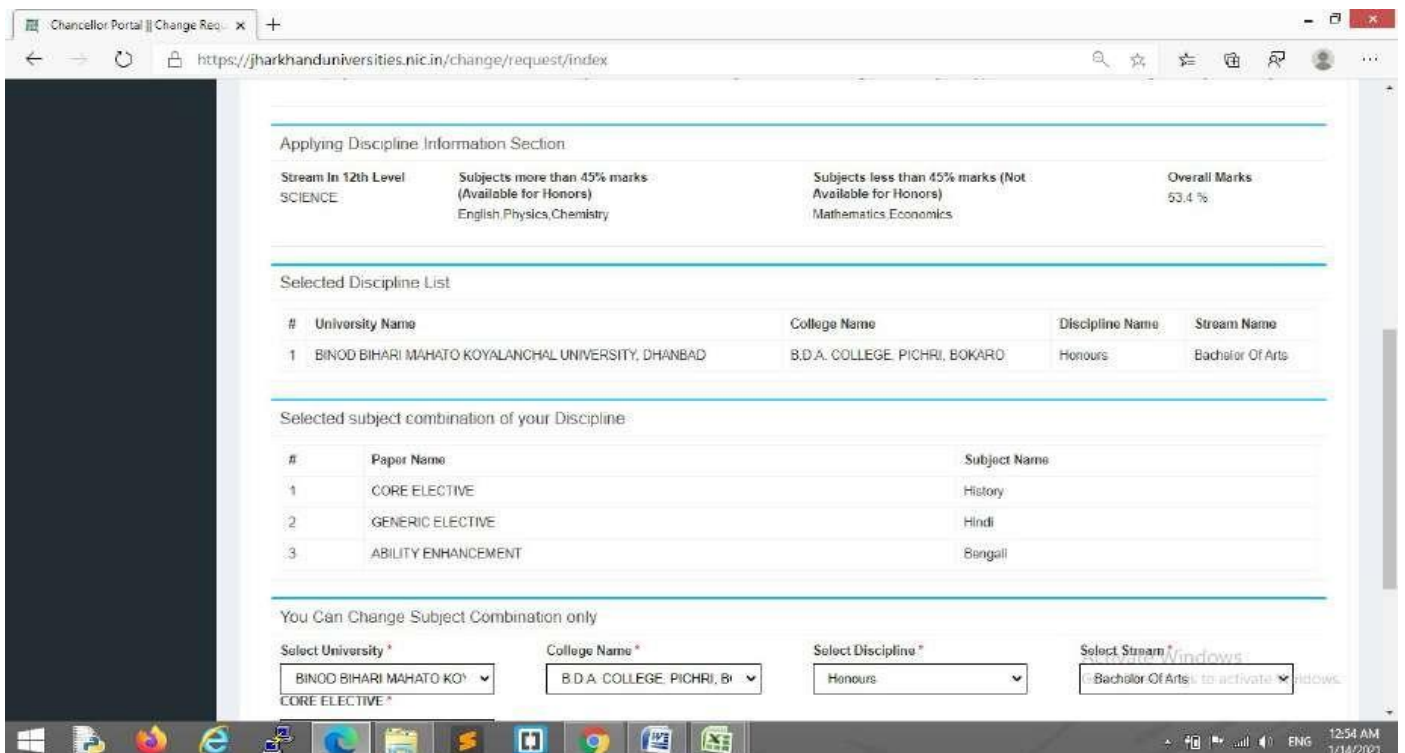 Chancellor Portal || Change Req
https://jharkhanduniversities.nic.in/change/request/index
Applying Discipline Information Section
Stream In 12th Level Subjects more than 45% marks Subjects less than 45% marks (Not Overall Marks
SCIENCE (Available for Honors) Available for Honors) 53.4 %
English,Physics,Chemistry Mathematics,Economics
Selected Discipline List
# University Name College Name Discipline Name Stream Name
1 BINOD BIHARI MAHATO KOYALANCHAL UNIVERSITY, DHANBAD B.D.A. COLLEGE, PICHRI, BOKARO Honours Bachelor Of Arts
Selected subject combination of your Discipline
# Paper Name Subject Name
1 CORE ELECTIVE History
2 GENERIC ELECTIVE Hindi
3 ABILITY ENHANCEMENT Bengali
You Can Change Subject Combination only
Select University * College Name * Select Discipline * Select Stream *
Activate Windows
BINOD BIHARI MAHATO KOY B.D.A. COLLEGE, PICHRI, B Honours Bachelor Of Arts
to activate
CORE ELECTIVE *
ENG 12:54 AM
1/14/2021